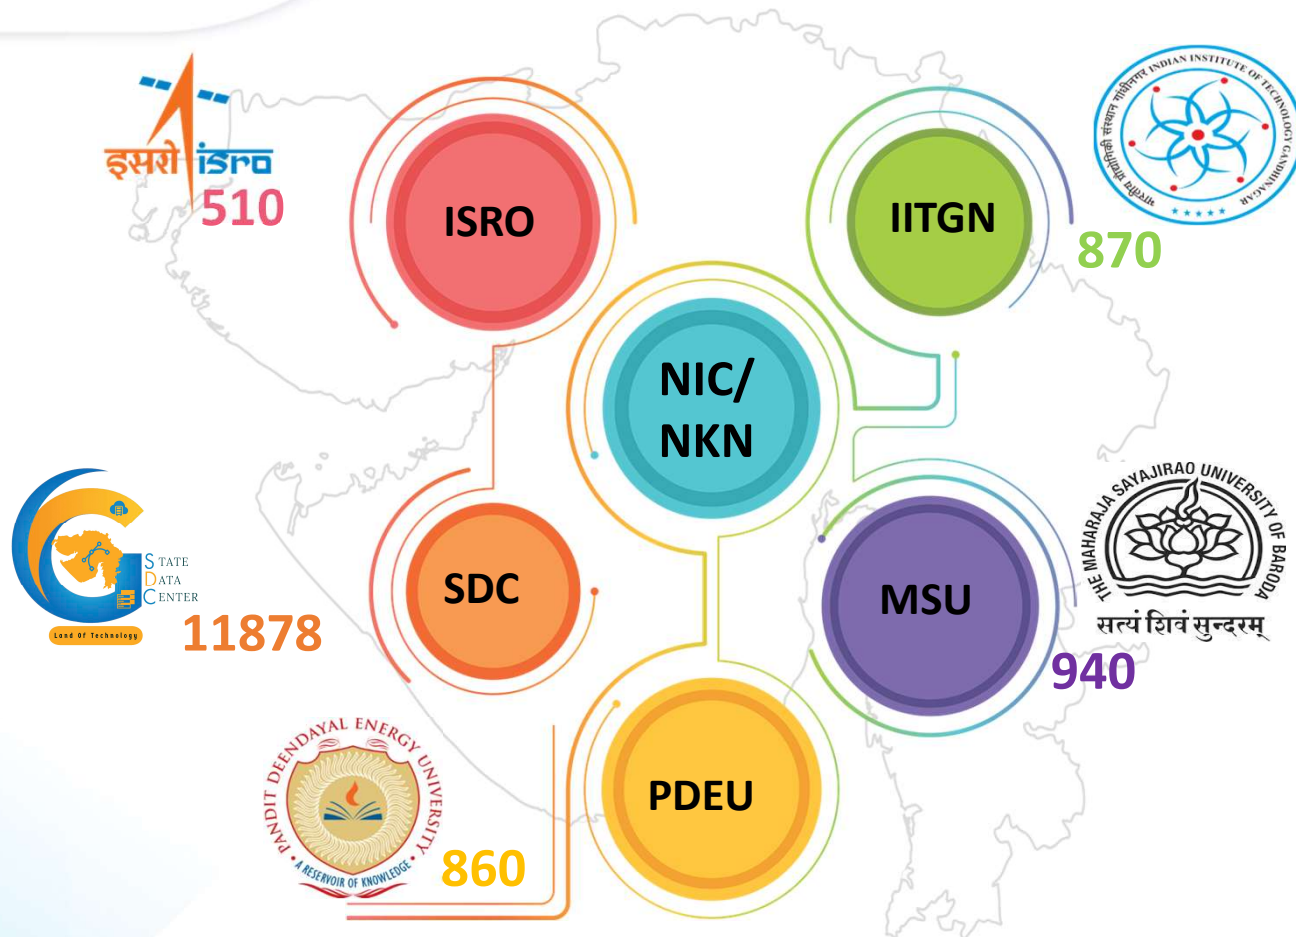 इसरो isro
510
ISRO
IITGN
भारतीय प्रौद्योगिकी संस्थान गांधीनगर INDIAN INSTITUTE OF TECHNOLOGY GANDHINAGAR
870
NIC/
NKN
STATE
DATA
CENTER
Land Of Technology
11878
SDC
MSU
THE MAHARAJA SAYAJIRAO UNIVERSITY OF BARODA
सत्यं शिवं सुन्दरम्
940
PANDIT DEENDAYAL ENERGY UNIVERSITY
• A RESERVOIR OF KNOWLEDGE •
860
PDEU